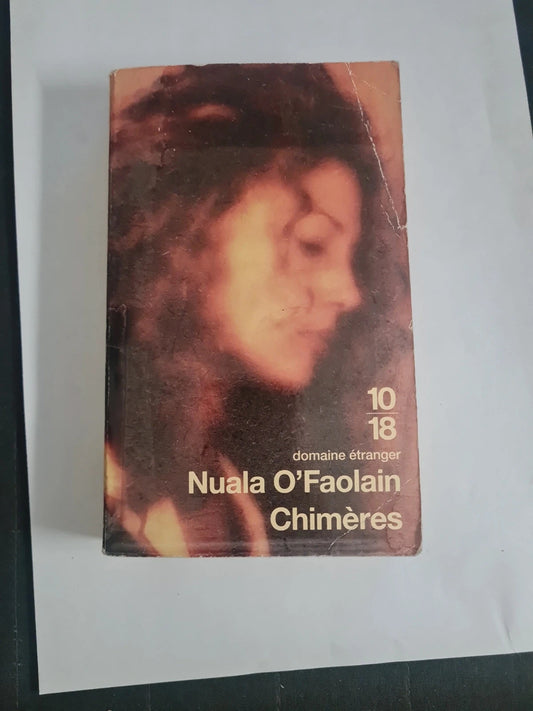 10
18
domaine étranger
Nuala O'Faolain
Chimères